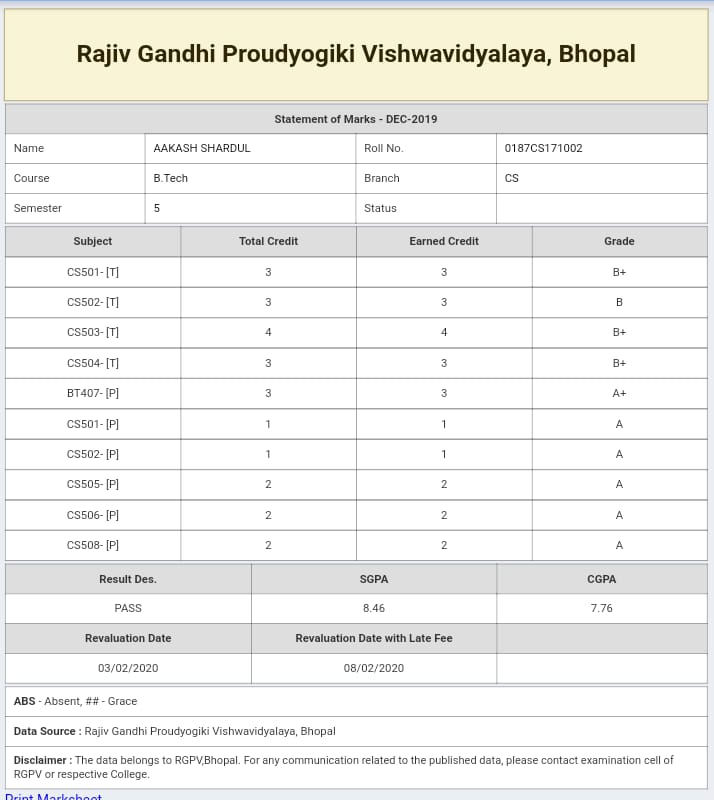 Rajiv Gandhi Proudyogiki Vishwavidyalaya, Bhopal
Statement of Marks - DEC-2019
Name AAKASH SHARDUL Roll No. 0187CS171002
Course B.Tech Branch CS
Semester 5 Status
Subject Total Credit Earned Credit Grade
CS501- [T] 3 3 B+
CS502- [T] 3 3 B
CS503- [T] 4 4 B+
CS504- [T] 3 3 B+
BT407- [P] 3 3 A+
CS501- [P] 1 1 A
CS502- [P] 1 1 A
CS505- [P] 2 2 A
CS506- [P] 2 2 A
CS508- [P] 2 2 A
Result Des. SGPA CGPA
PASS 8.46 7.76
Revaluation Date Revaluation Date with Late Fee
03/02/2020 08/02/2020
ABS - Absent, ## - Grace
Data Source : Rajiv Gandhi Proudyogiki Vishwavidyalaya, Bhopal
Disclaimer : The data belongs to RGPV,Bhopal. For any communication related to the published data, please contact examination cell of
RGPV or respective College.
Print Marksheet